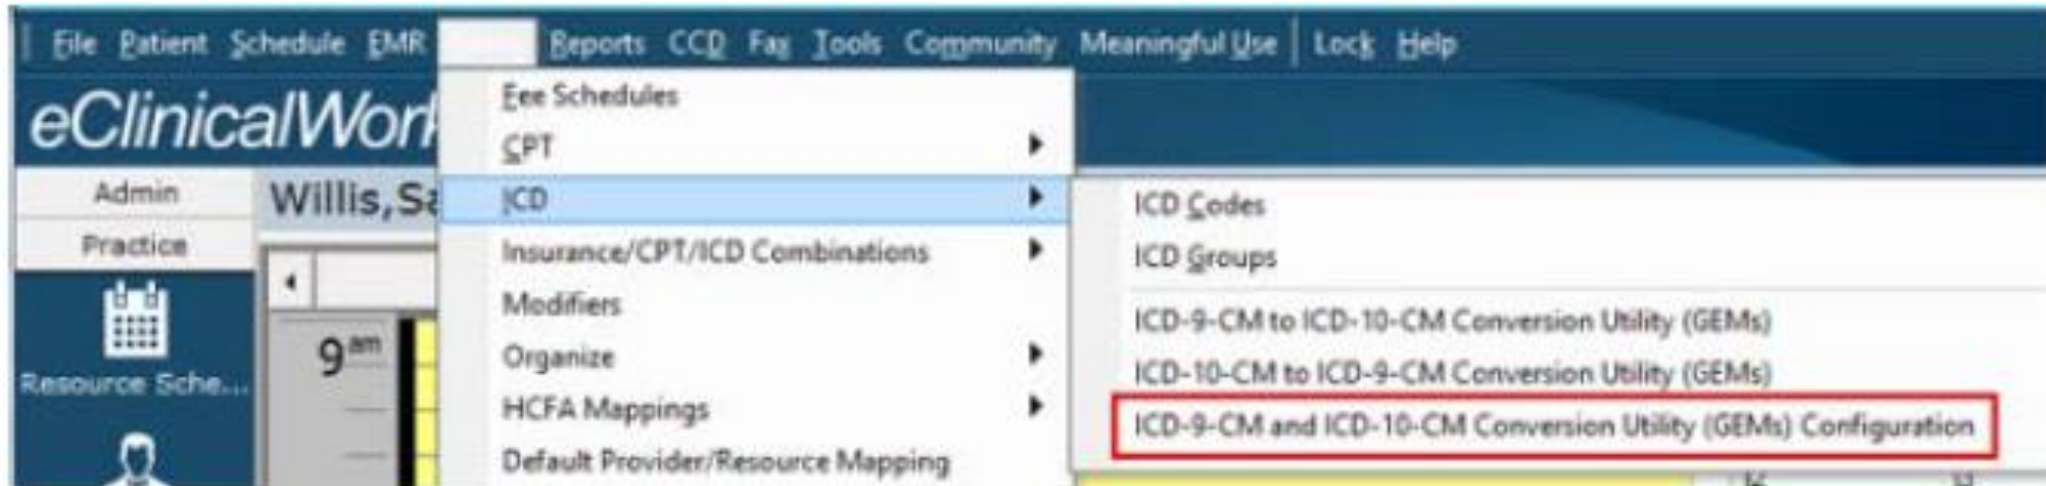 File Patient Schedule EMR Reports CCD Fax Tools Community Meaningful Use Lock Help
eClinicalWor
Fee Schedules
CPT
ICD
Insurance/CPT/ICD Combinations
Modifiers
Organize
HCFA Mappings
Default Provider/Resource Mapping
ICD Codes
ICD Groups
ICD-9-CM to ICD-10-CM Conversion Utility (GEMs)
ICD-10-CM to ICD-9-CM Conversion Utility (GEMs)
ICD-9-CM and ICD-10-CM Conversion Utility (GEMs) Configuration
Admin
Practice
Resource Sche...
Willis, Sa
9 am